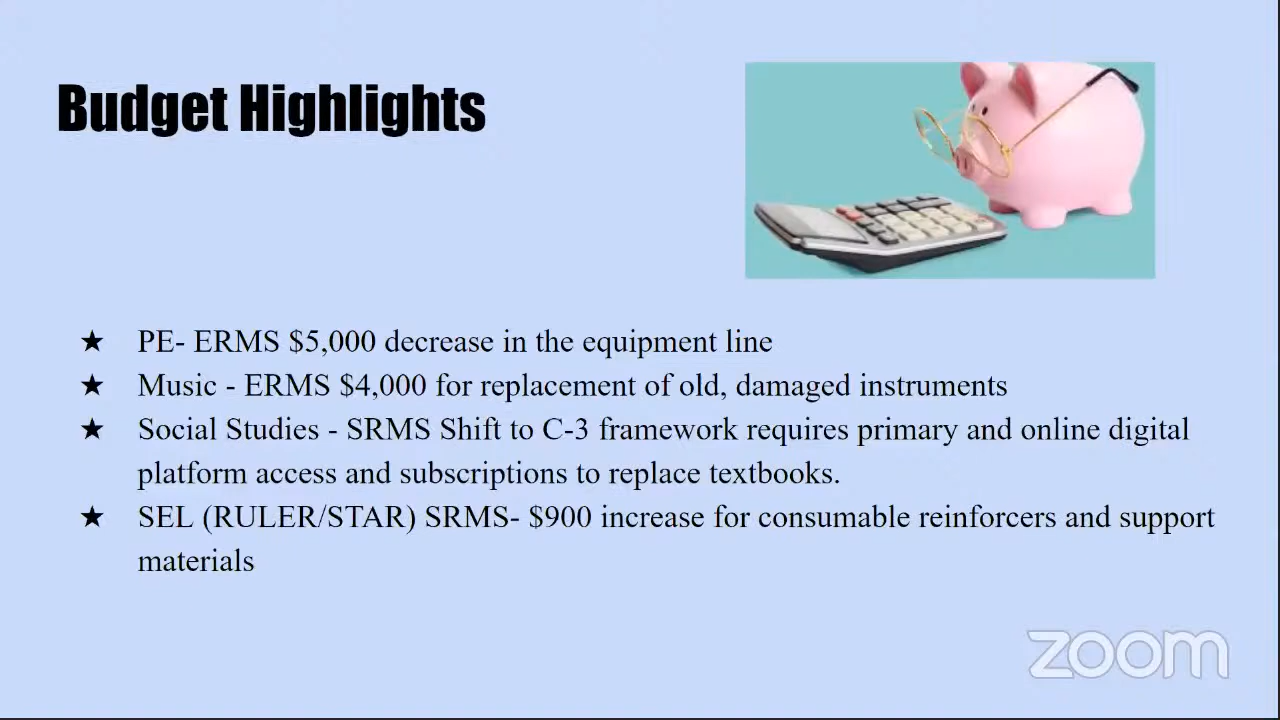 Budget Highlights
★ PE- ERMS $5,000 decrease in the equipment line
★ Music - ERMS $4,000 for replacement of old, damaged instruments
★ Social Studies - SRMS Shift to C-3 framework requires primary and online digital
platform access and subscriptions to replace textbooks.
★ SEL (RULER/STAR) SRMS- $900 increase for consumable reinforcers and support
materials
zoom